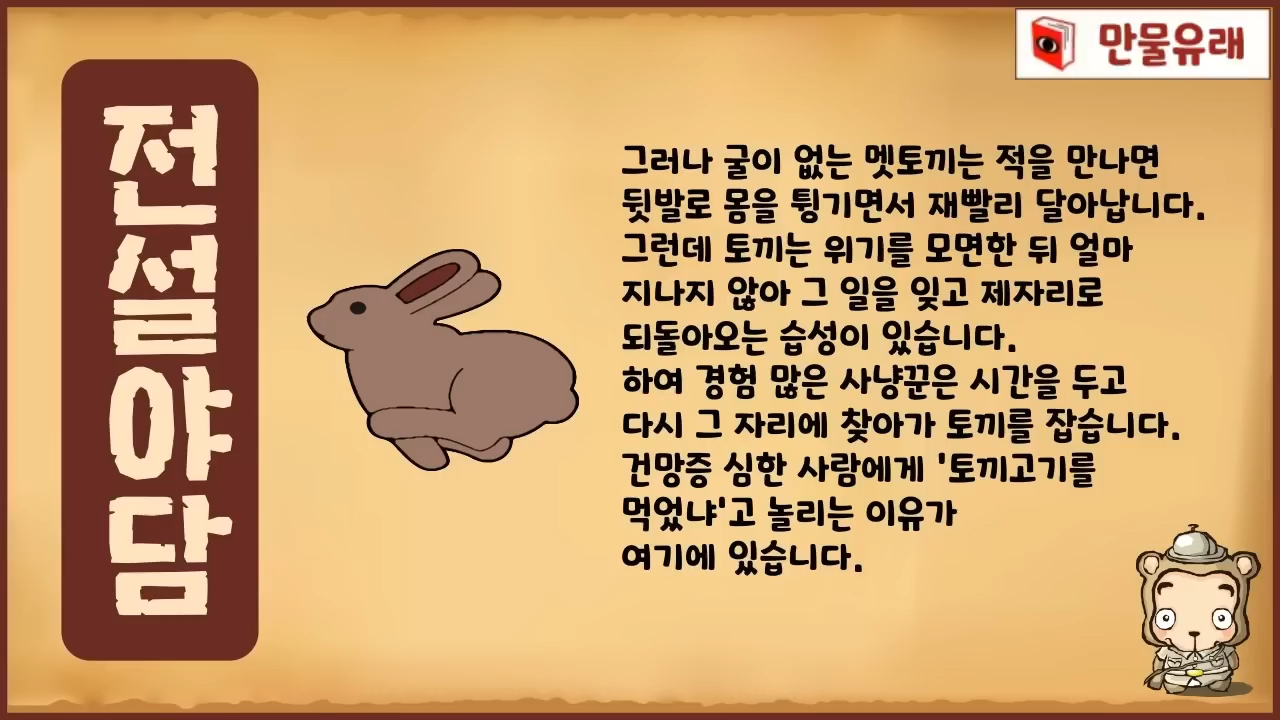 만물유래
전설야담
그러나 굴이 없는 멧토끼는 적을 만나면
뒷발로 몸을 튕기면서 재빨리 달아납니다.
그런데 토끼는 위기를 모면한 뒤 얼마
지나지 않아 그 일을 잊고 제자리로
되돌아오는 습성이 있습니다.
하여 경험 많은 사냥꾼은 시간을 두고
다시 그 자리에 찾아가 토끼를 잡습니다.
건망증 심한 사람에게 '토끼고기를
먹었냐'고 놀리는 이유가
여기에 있습니다.